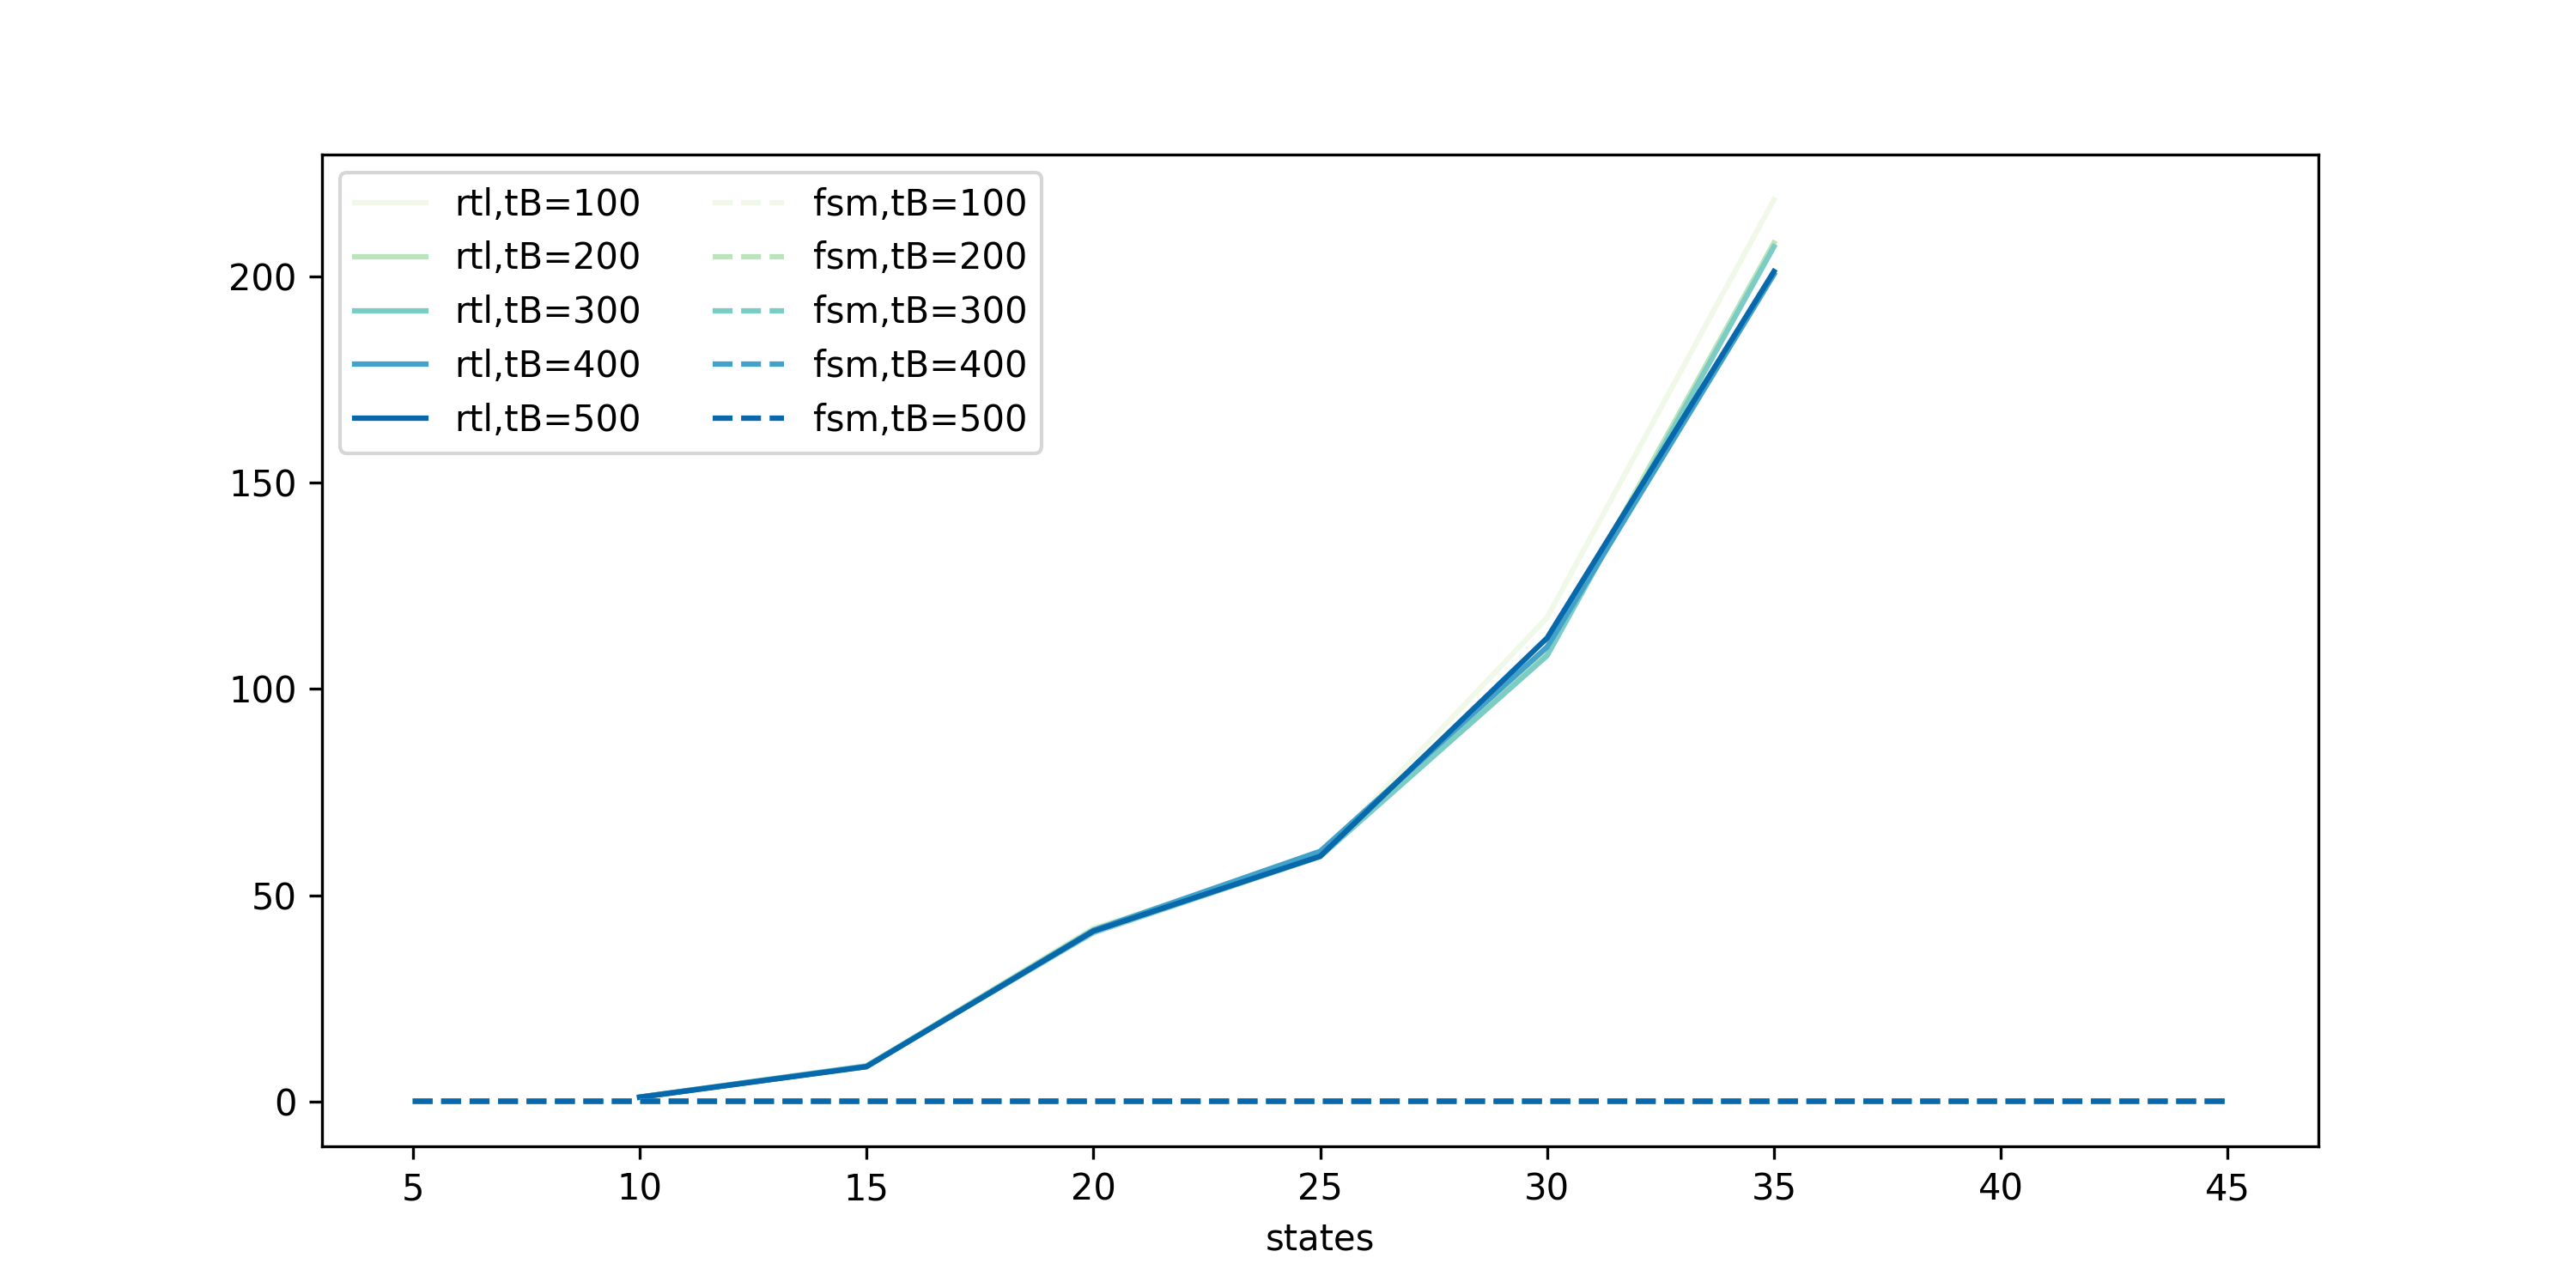 rtl,tB=100
rtl,tB=200
rtl,tB=300
rtl,tB=400
rtl,tB=500
fsm,tB=100
fsm,tB=200
fsm,tB=300
fsm,tB=400
fsm,tB=500
200
150
100
50
0
5 10 15 20 25 30 35 40 45
states